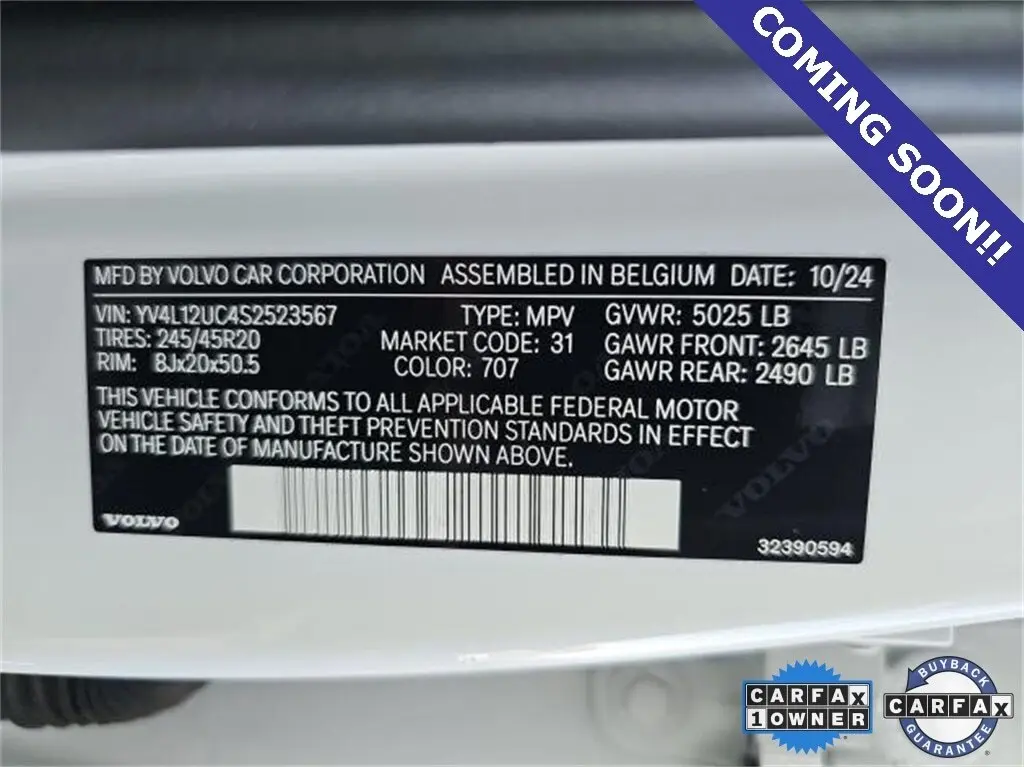 COMING SOON!!
MFD BY VOLVO CAR CORPORATION ASSEMBLED IN BELGIUM DATE: 10/24
VIN: YV4L12UC4S2523567 TYPE: MPV GVWR: 5025 LB
TIRES: 245/45R20 MARKET CODE: 31 GAWR FRONT: 2645 LB
RIM: 8Jx20x50.5 COLOR: 707 GAWR REAR: 2490 LB
THIS VEHICLE CONFORMS TO ALL APPLICABLE FEDERAL MOTOR
VEHICLE SAFETY AND THEFT PREVENTION STANDARDS IN EFFECT
ON THE DATE OF MANUFACTURE SHOWN ABOVE.
VOLVO
VOLVO
32390594
CARFAX
1 OWNER
BUYBACK
CARFAX
GUARANTEE